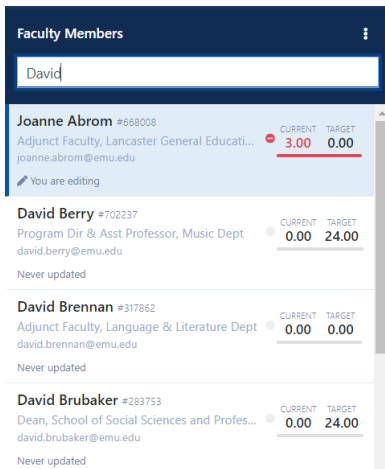 Faculty Members
David
Joanne Abrom #668008
Adjunct Faculty, Lancaster General Educati...
joanne.abrom@emu.edu
CURRENT TARGET
3.00 0.00
You are editing
David Berry #702237
Program Dir & Asst Professor, Music Dept
david.berry@emu.edu
CURRENT TARGET
0.00 24.00
Never updated
David Brennan #317862
Adjunct Faculty, Language & Literature Dept
david.brennan@emu.edu
CURRENT TARGET
0.00 0.00
Never updated
David Brubaker #283753
Dean, School of Social Sciences and Profes...
david.brubaker@emu.edu
CURRENT TARGET
0.00 24.00
Never updated